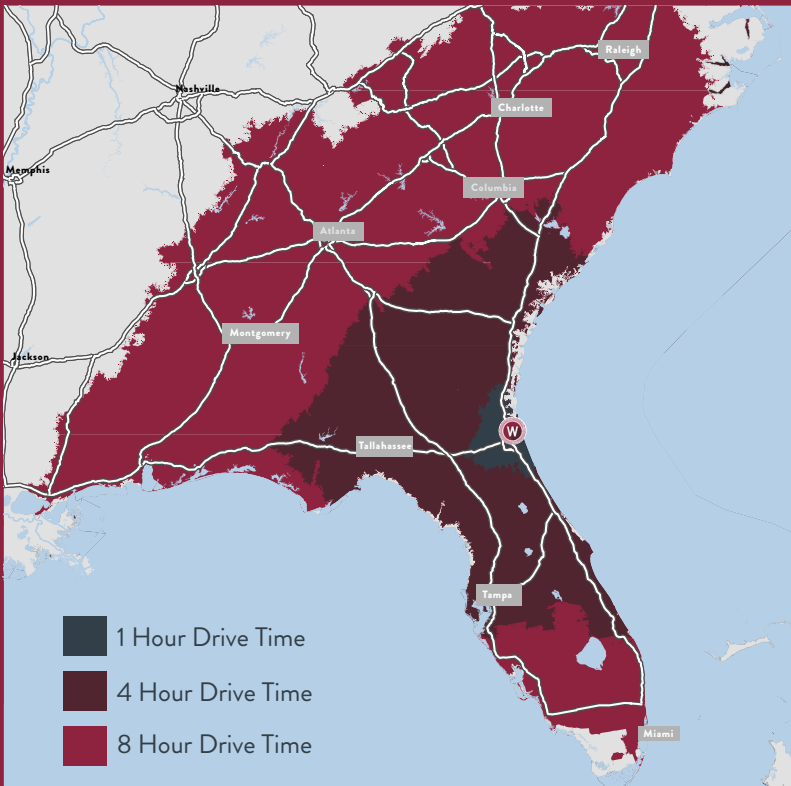 Raleigh
Nashville
Charlotte
Memphis
Columbia
Atlanta
Montgomery
Jackson
W
Tallahassee
Tampa
1 Hour Drive Time
4 Hour Drive Time
8 Hour Drive Time
Miami